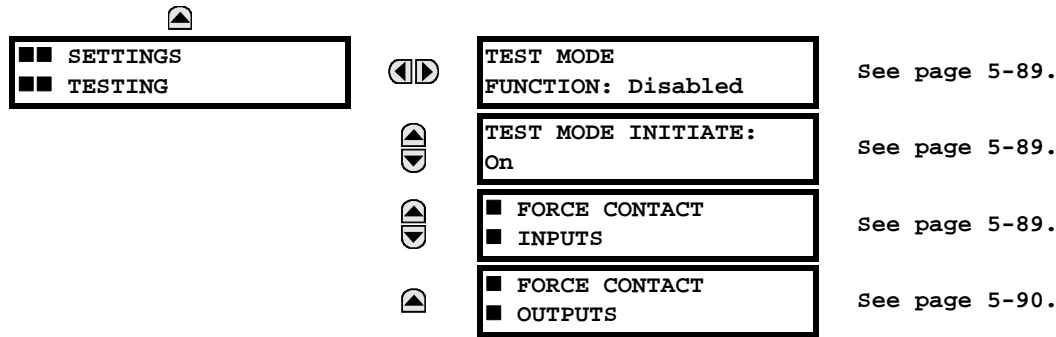 ■■ SETTINGS
■■ TESTING
TEST MODE
FUNCTION: Disabled
See page 5-89.
TEST MODE INITIATE:
On
See page 5-89.
■ FORCE CONTACT
■ INPUTS
See page 5-89.
■ FORCE CONTACT
■ OUTPUTS
See page 5-90.